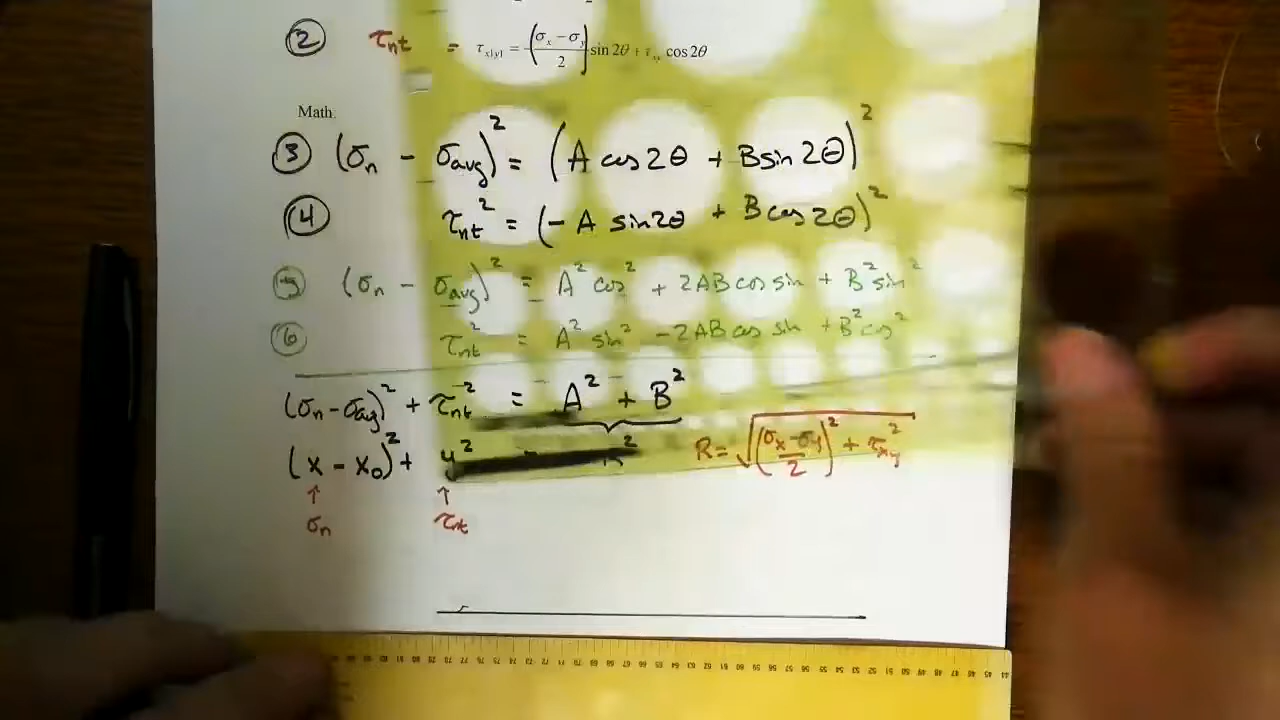 ② τnt = τx|y| = -(σx - σy / 2) sin 2θ + τxy cos 2θ
Math.
③ (σn - σavg)² = (A cos 2θ + B sin 2θ)²
④ τnt² = (- A sin 2θ + B cos 2θ)²
⑤ (σn - σavg)² = A² cos² + 2AB cos sin + B² sin²
⑥ τnt² = A² sin² - 2AB cos sin + B² cos²
(σn - σavg)² + τnt² = A² + B²
(x - x₀)² + y² = R = √((σx - σy / 2)² + τxy²)
↑ ↑
σn τnt